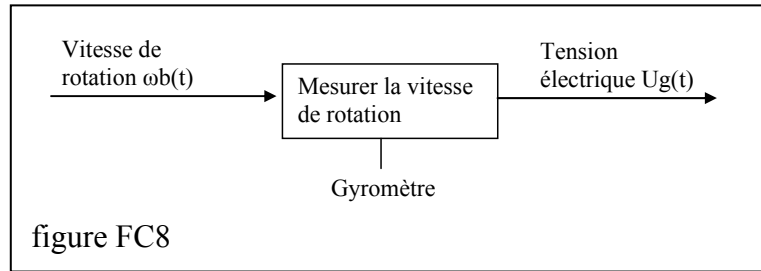 Vitesse de
rotation ωb(t)
Mesurer la vitesse
de rotation
Tension
électrique Ug(t)
Gyromètre
figure FC8